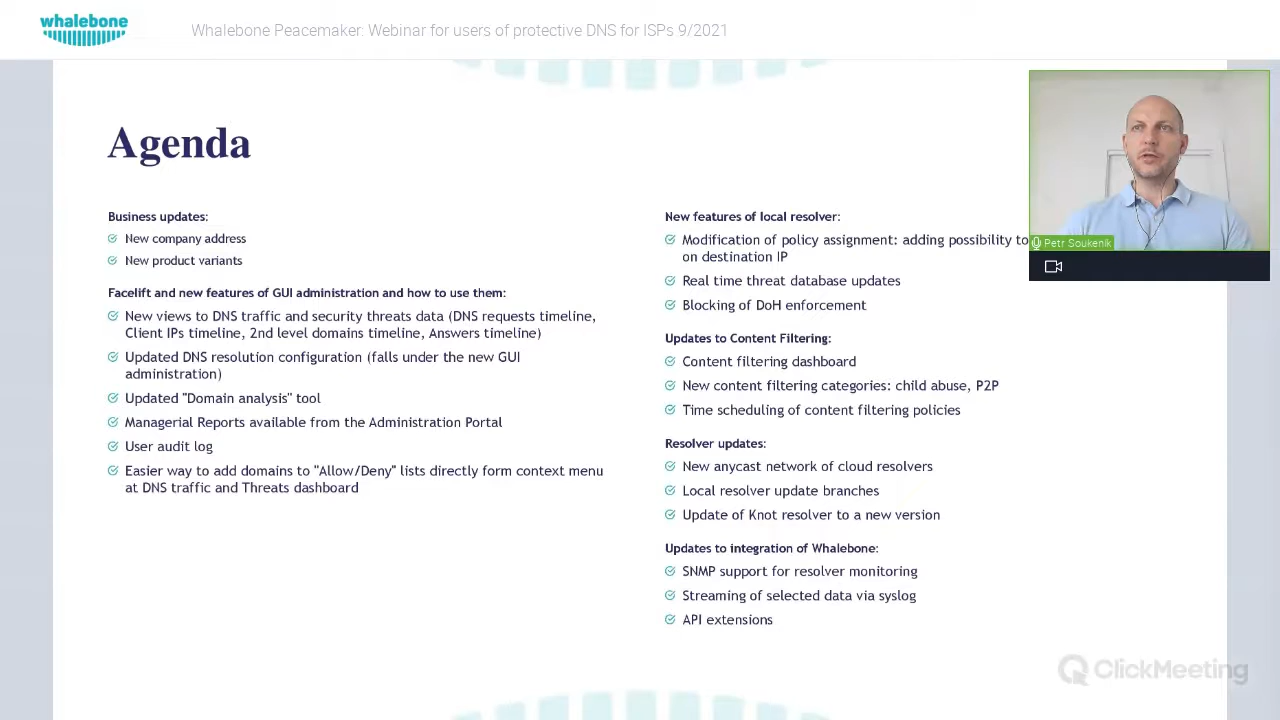 whalebone
Whalebone Peacemaker: Webinar for users of protective DNS for ISPs 9/2021
Agenda
Business updates:
New company address
New product variants
Facelift and new features of GUI administration and how to use them:
New views to DNS traffic and security threats data (DNS requests timeline,
Client IPs timeline, 2nd level domains timeline, Answers timeline)
Updated DNS resolution configuration (falls under the new GUI
administration)
Updated "Domain analysis" tool
Managerial Reports available from the Administration Portal
User audit log
Easier way to add domains to "Allow/Deny" lists directly form context menu
at DNS traffic and Threats dashboard
New features of local resolver:
Modification of policy assignment: adding possibility to
on destination IP
Real time threat database updates
Blocking of DoH enforcement
Updates to Content Filtering:
Content filtering dashboard
New content filtering categories: child abuse, P2P
Time scheduling of content filtering policies
Resolver updates:
New anycast network of cloud resolvers
Local resolver update branches
Update of Knot resolver to a new version
Updates to integration of Whalebone:
SNMP support for resolver monitoring
Streaming of selected data via syslog
API extensions
Petr Soukeník
ClickMeeting